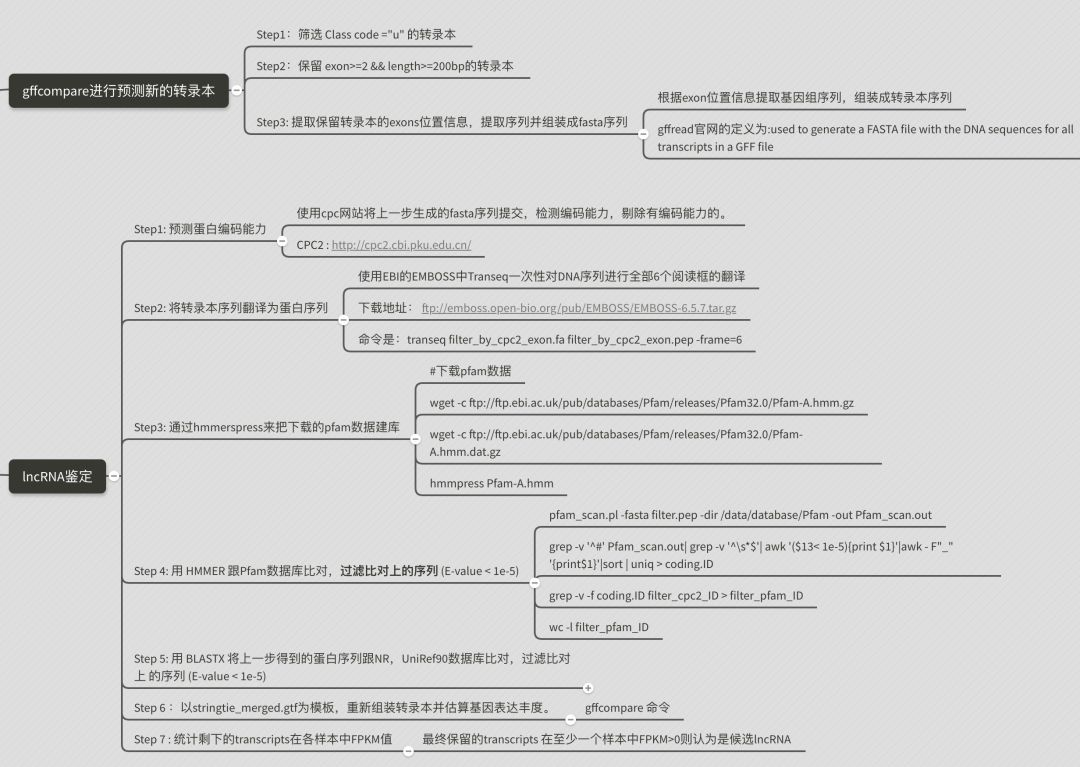 gffcompare进行预测新的转录本
Step1：筛选 Class code ="u" 的转录本
Step2：保留 exon>=2 && length>=200bp的转录本
Step3: 提取保留转录本的exons位置信息，提取序列并组装成fasta序列
根据exon位置信息提取基因组序列，组装成转录本序列
gffread官网的定义为:used to generate a FASTA file with the DNA sequences for all
transcripts in a GFF file
lncRNA鉴定
Step1: 预测蛋白编码能力
使用cpc网站将上一步生成的fasta序列提交，检测编码能力，剔除有编码能力的。
CPC2 : http://cpc2.cbi.pku.edu.cn/
Step2: 将转录本序列翻译为蛋白序列
使用EBI的EMBOSS中Transeq一次性对DNA序列进行全部6个阅读框的翻译
下载地址： ftp://emboss.open-bio.org/pub/EMBOSS/EMBOSS-6.5.7.tar.gz
命令是：transeq filter_by_cpc2_exon.fa filter_by_cpc2_exon.pep -frame=6
Step3: 通过hmmerspress来把下载的pfam数据建库
#下载pfam数据
wget -c ftp://ftp.ebi.ac.uk/pub/databases/Pfam/releases/Pfam32.0/Pfam-A.hmm.gz
wget -c ftp://ftp.ebi.ac.uk/pub/databases/Pfam/releases/Pfam32.0/Pfam-
A.hmm.dat.gz
hmmpress Pfam-A.hmm
Step 4: 用 HMMER 跟Pfam数据库比对，过滤比对上的序列 (E-value < 1e-5)
pfam_scan.pl -fasta filter.pep -dir /data/database/Pfam -out Pfam_scan.out
grep -v '^#' Pfam_scan.out| grep -v '^\s*$'| awk '($13< 1e-5){print $1}'|awk - F"_"
'{print$1}'|sort | uniq > coding.ID
grep -v -f coding.ID filter_cpc2_ID > filter_pfam_ID
wc -l filter_pfam_ID
Step 5: 用 BLASTX 将上一步得到的蛋白序列跟NR，UniRef90数据库比对，过滤比对
上 的序列 (E-value < 1e-5)
Step 6 ：以stringtie_merged.gtf为模板，重新组装转录本并估算基因表达丰度。
gffcompare 命令
Step 7 : 统计剩下的transcripts在各样本中FPKM值
最终保留的transcripts 在至少一个样本中FPKM>0则认为是候选lncRNA